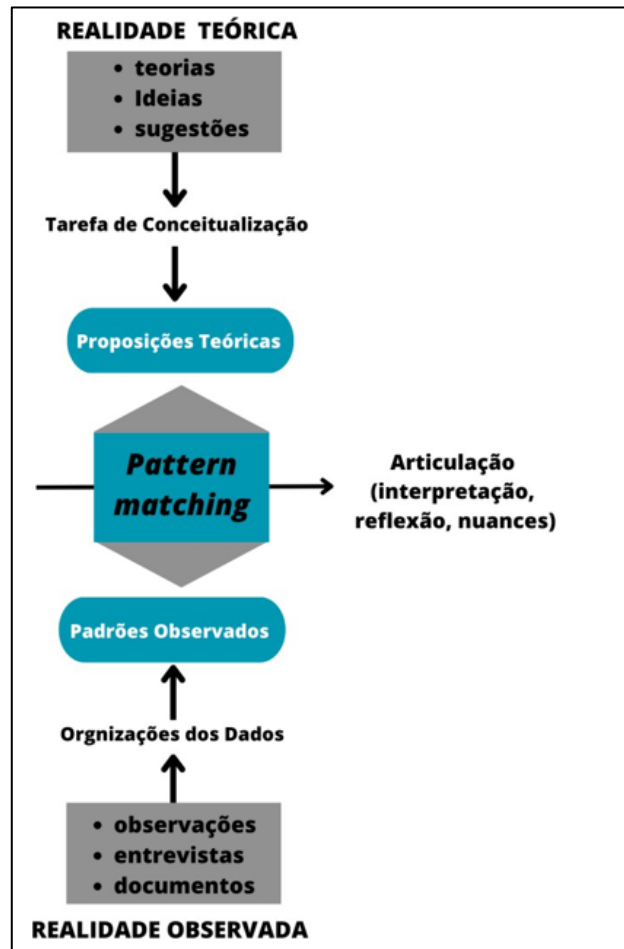 REALIDADE TEÓRICA
• teorias
• Ideias
• sugestões
Tarefa de Conceitualização
Proposições Teóricas
Pattern
matching
Articulação
(interpretação,
reflexão, nuances)
Padrões Observados
Orgnizações dos Dados
• observações
• entrevistas
• documentos
REALIDADE OBSERVADA